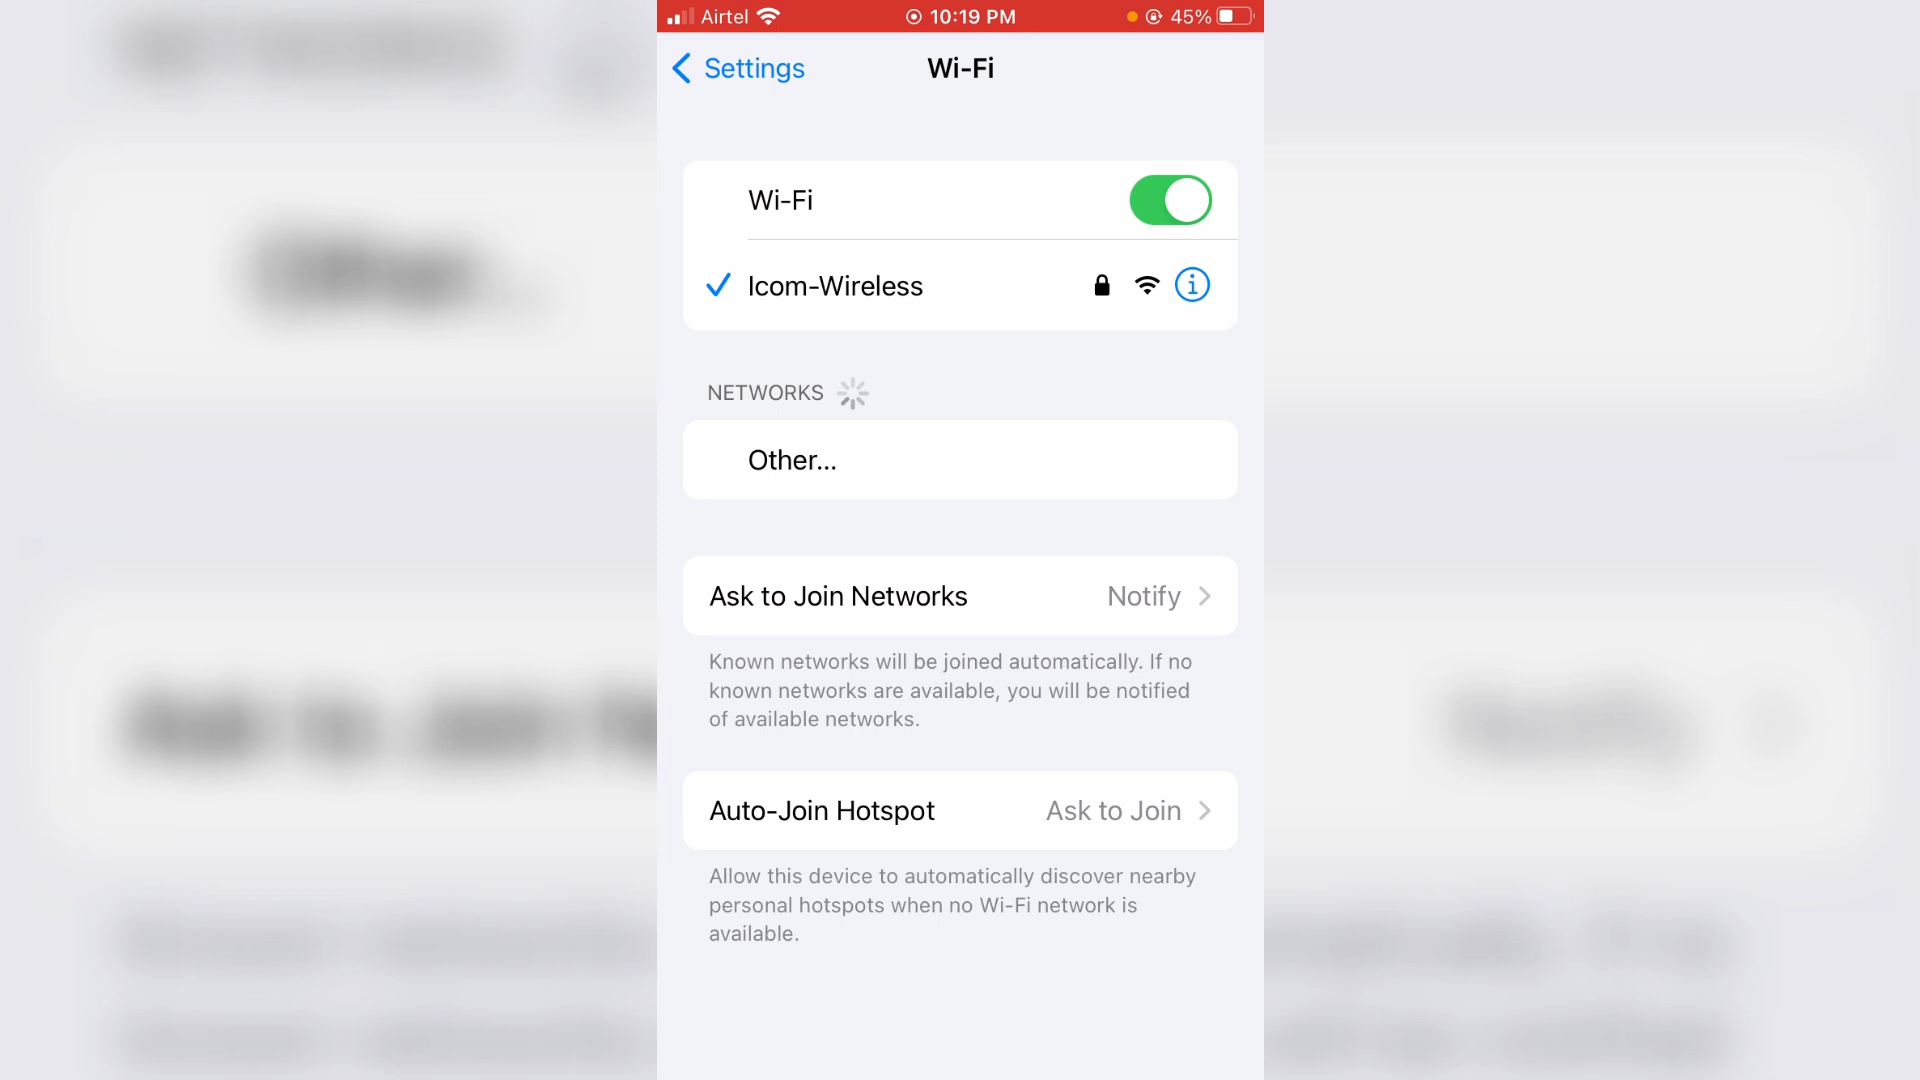 Airtel 10:19 PM 45%
Settings Wi-Fi
Wi-Fi
Icom-Wireless
NETWORKS
Other...
Ask to Join Networks Notify
Known networks will be joined automatically. If no
known networks are available, you will be notified
of available networks.
Auto-Join Hotspot Ask to Join
Allow this device to automatically discover nearby
personal hotspots when no Wi-Fi network is
available.